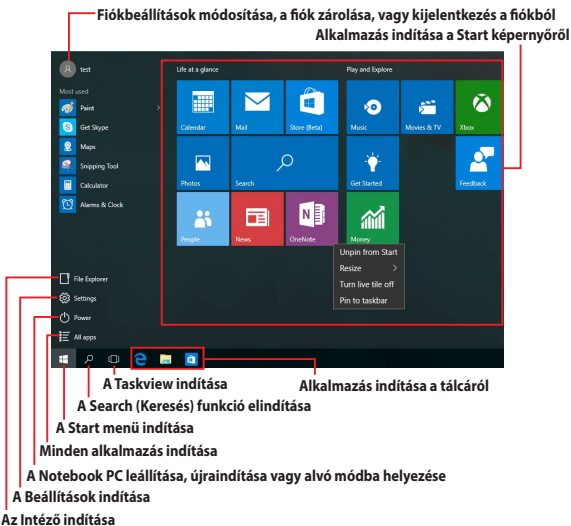 Fiókbeállítások módosítása, a fiók zárolása, vagy kijelentkezés a fiókból
Alkalmazás indítása a Start képernyőről
test
Life at a glance
Play and Explore
Most used
Paint
Get Skype
Maps
Snipping Tool
Calculator
Alarms & Clock
Calendar
Mail
Store (Beta)
Music
Movies & TV
Xbox
Photos
Search
Get Started
Feedback
People
News
OneNote
Money
Unpin from Start
Resize
Turn live tile off
Pin to taskbar
File Explorer
Settings
Power
All apps
A Taskview indítása
Alkalmazás indítása a tálcáról
A Search (Keresés) funkció elindítása
A Start menü indítása
Minden alkalmazás indítása
A Notebook PC leállítása, újraindítása vagy alvó módba helyezése
A Beállítások indítása
Az Intéző indítása